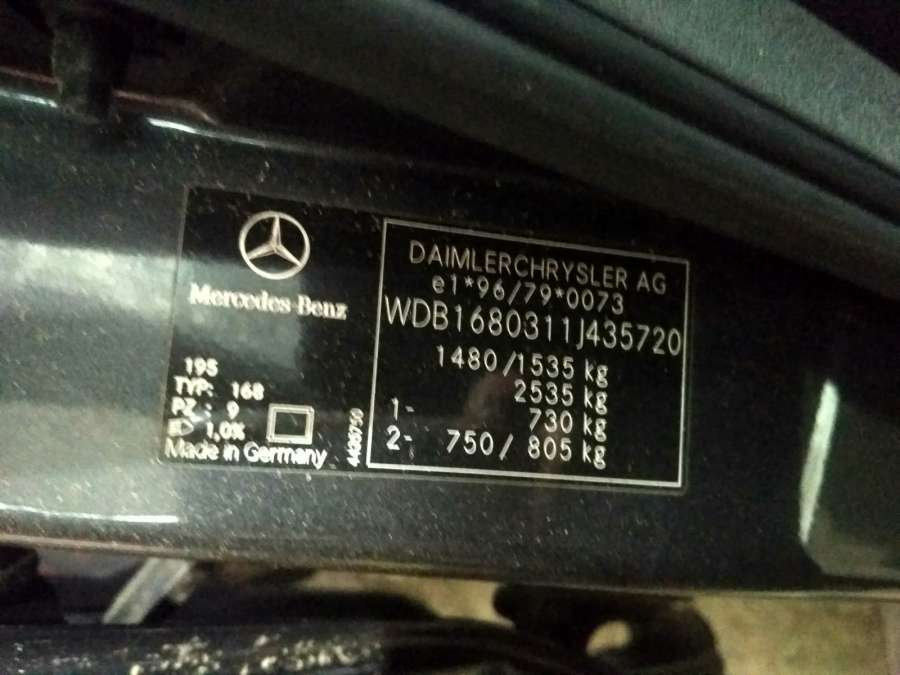 Mercedes-Benz
195
TYP: 168
PZ : 9
1,0%
Made in Germany
DAIMLERCHRYSLER AG
e1*96/79*0073
WDB1680311J435720
1480/1535 kg
2535 kg
1- 730 kg
2- 750/ 805 kg